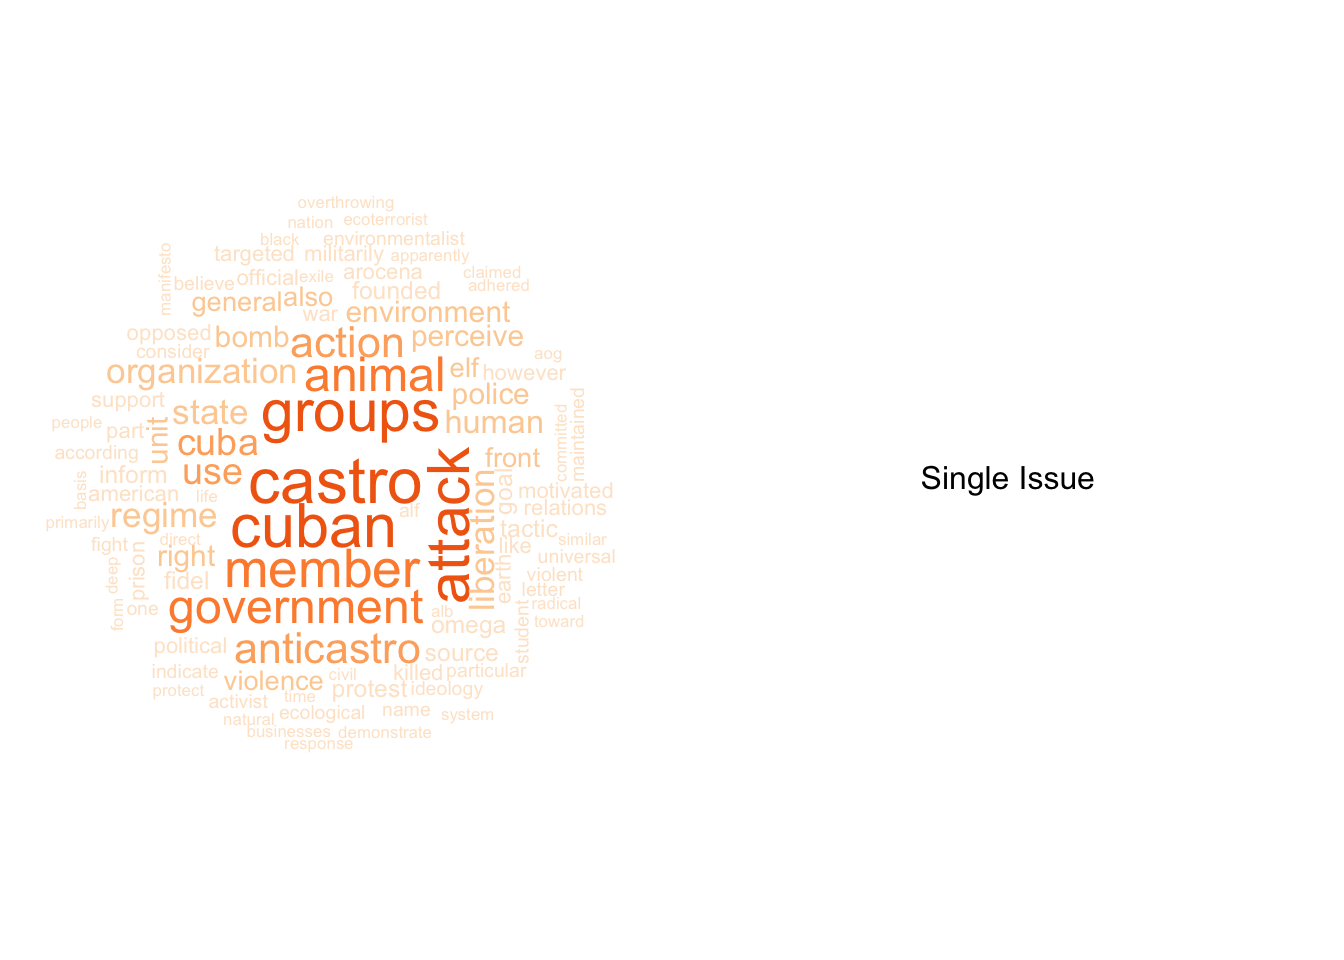 overthrowing
nation ecoterrorist
black environmentalist
manifesto
targeted militarily apparently
believe official exile arocena claimed
adhered
general also founded
war environment
opposed bomb action perceive
consider aog
organization animal elf however
support police
people state groups human
part unit
according cuba front committed maintained
inform use castro attack
basis american life liberation goal motivated
primarily regime cuban alf relations
fight direct tactic similar
right like universal
deep prison fidel member earth violent
letter
form one government alb radical
toward
omega student
political anticastro source
indicate violence civil killed particular
protect protest ideology
activist time
natural ecological name system
businesses demonstrate
response
Single Issue